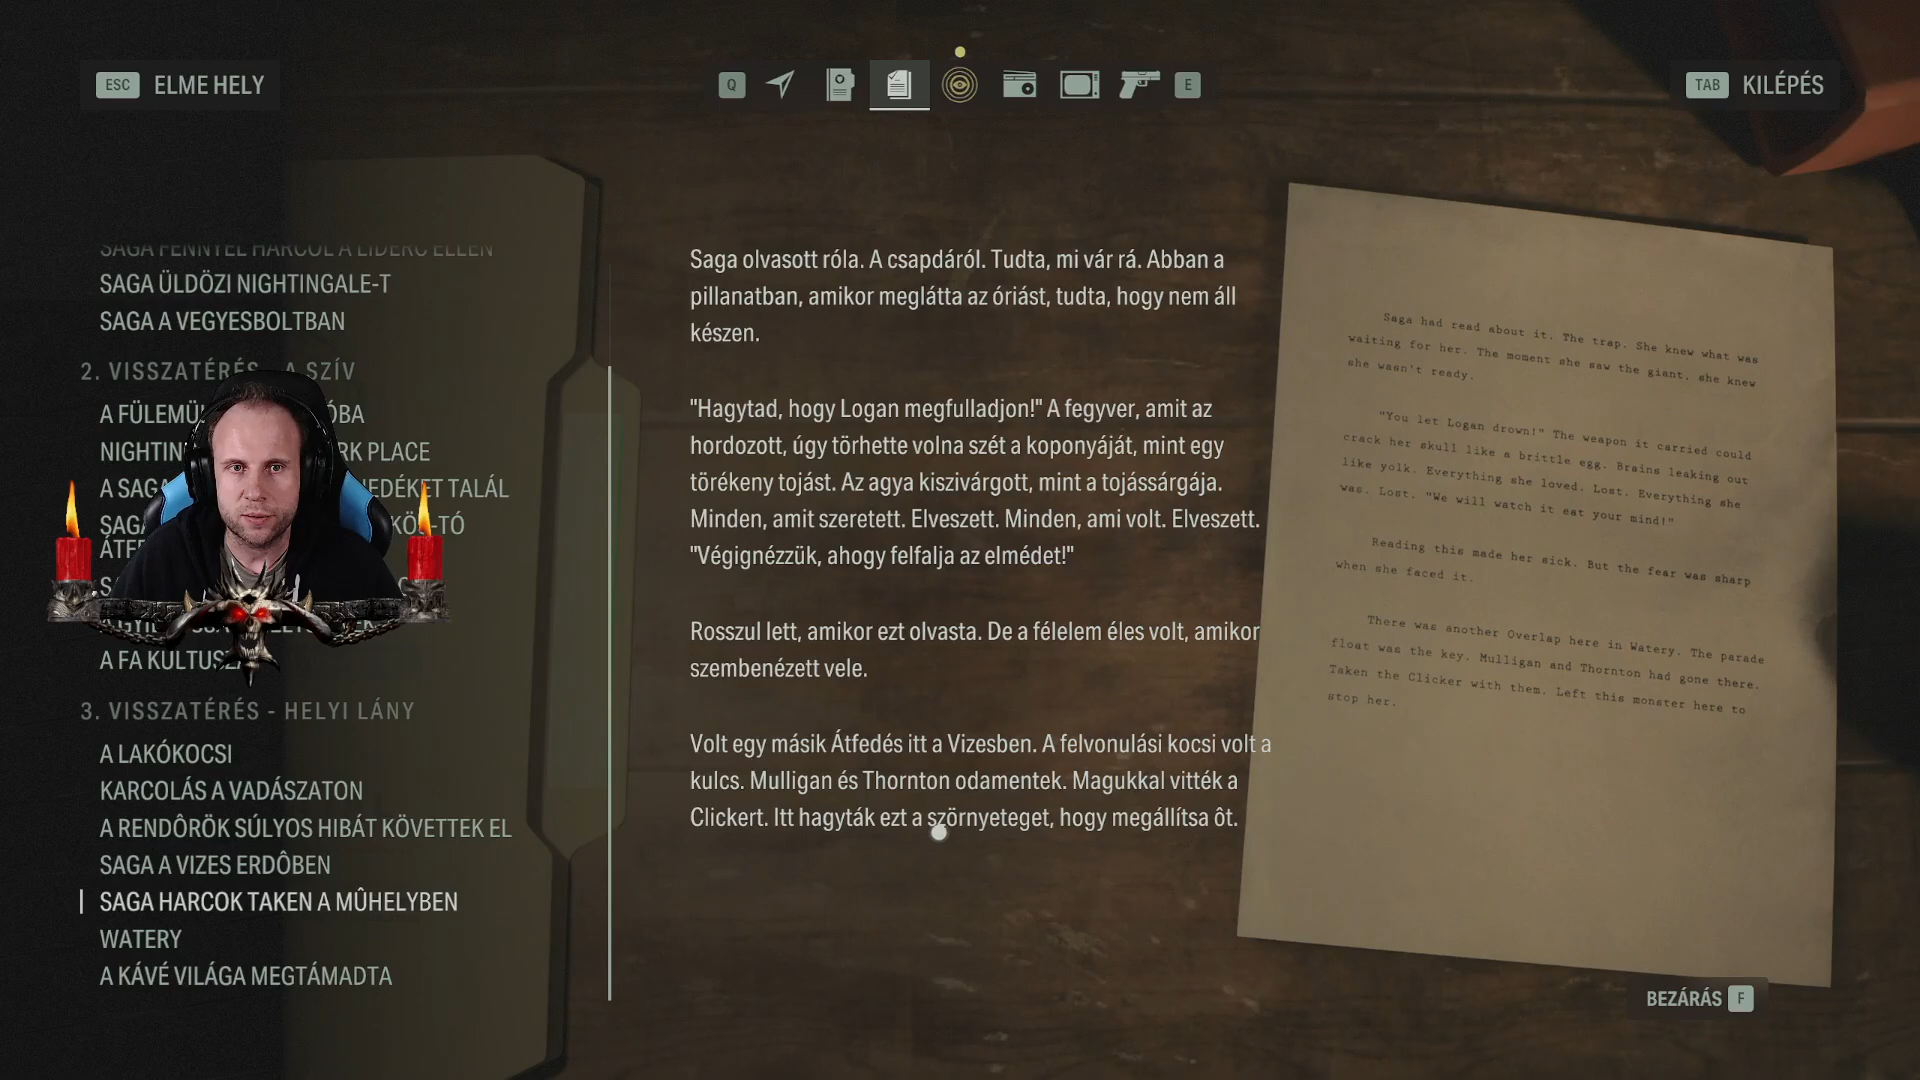 ESC ELME HELY
Q
E
TAB KILÉPÉS
SAGA FÉNNYEL HARCOL A LIDÉRC ELLEN
SAGA ÜLDÖZI NIGHTINGALE-T
SAGA A VEGYESBOLTBAN
2. VISSZATÉRÉS - A SZÍV
A
NIGHTIN RK PLACE
A SAGA TALÁL
SAGA
A FA KULTUSZA
3. VISSZATÉRÉS - HELYI LÁNY
A LAKÓKOCSI
KARCOLÁS A VADÁSZATON
A RENDÔRÖK SÚLYOS HIBÁT KÖVETTEK EL
SAGA A VIZES ERDÔBEN
SAGA HARCOK TAKEN A MÛHELYBEN
WATERY
A KÁVÉ VILÁGA MEGTÁMADTA
Saga olvasott róla. A csapdáról. Tudta, mi vár rá. Abban a
pillanatban, amikor meglátta az óriást, tudta, hogy nem áll
készen.
"Hagytad, hogy Logan megfulladjon!" A fegyver, amit az
hordozott, úgy törhette volna szét a koponyáját, mint egy
törékeny tojást. Az agya kiszivárgott, mint a tojássárgája.
Minden, amit szeretett. Elveszett. Minden, ami volt. Elveszett.
"Végignézzük, ahogy felfalja az elmédet!"
Rosszul lett, amikor ezt olvasta. De a félelem éles volt, amikor
szembenézett vele.
Volt egy másik Átfedés itt a Vizesben. A felvonulási kocsi volt a
kulcs. Mulligan és Thornton odamentek. Magukkal vitték a
Clickert. Itt hagyták ezt a szörnyeteget, hogy megállítsa ôt.
Saga had read about it. The trap. She knew what was
waiting for her. The moment she saw the giant, she knew
she wasn't ready.
"You let Logan drown!" The weapon it carried could
crack her skull like a brittle egg. Brains leaking out
like yolk. Everything she loved. Lost. Everything she
was. Lost. "We will watch it eat your mind!"
Reading this made her sick. But the fear was sharp
when she faced it.
There was another Overlap here in Watery. The parade
float was the key. Mulligan and Thornton had gone there.
Taken the Clicker with them. Left this monster here to
stop her.
BEZÁRÁS F